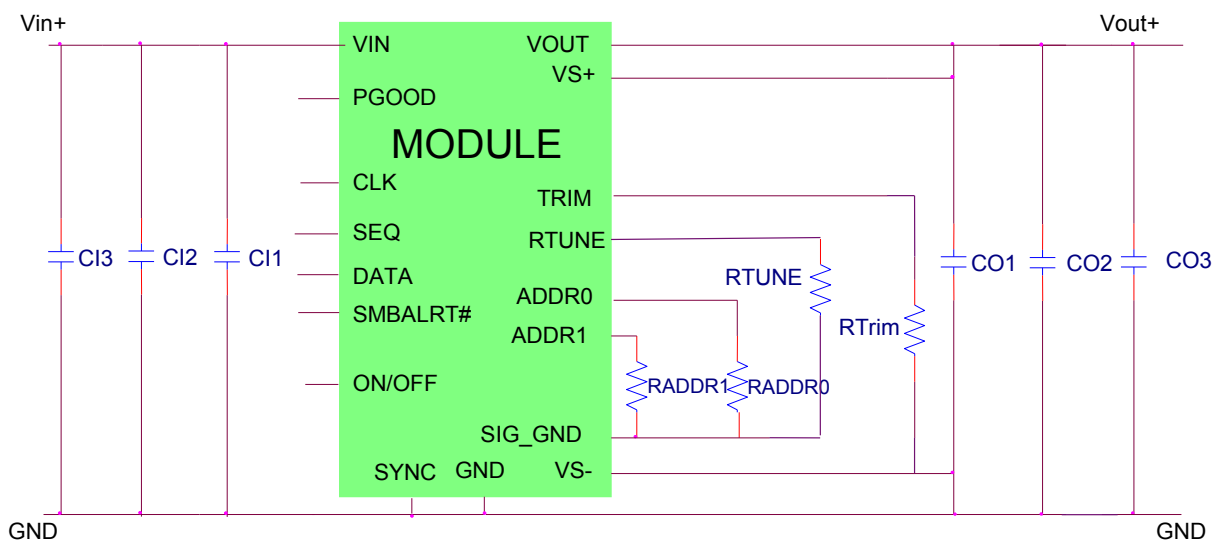 Vin+
Vout+
VIN
VOUT
VS+
PGOOD
MODULE
CLK
TRIM
SEQ
RTUNE
CI3
CI2
CI1
CO1
CO2
CO3
DATA
RTUNE
ADDR0
SMBALRT#
RTrim
ADDR1
ON/OFF
RADDR1
RADDR0
SIG_GND
SYNC
GND
VS-
GND
GND